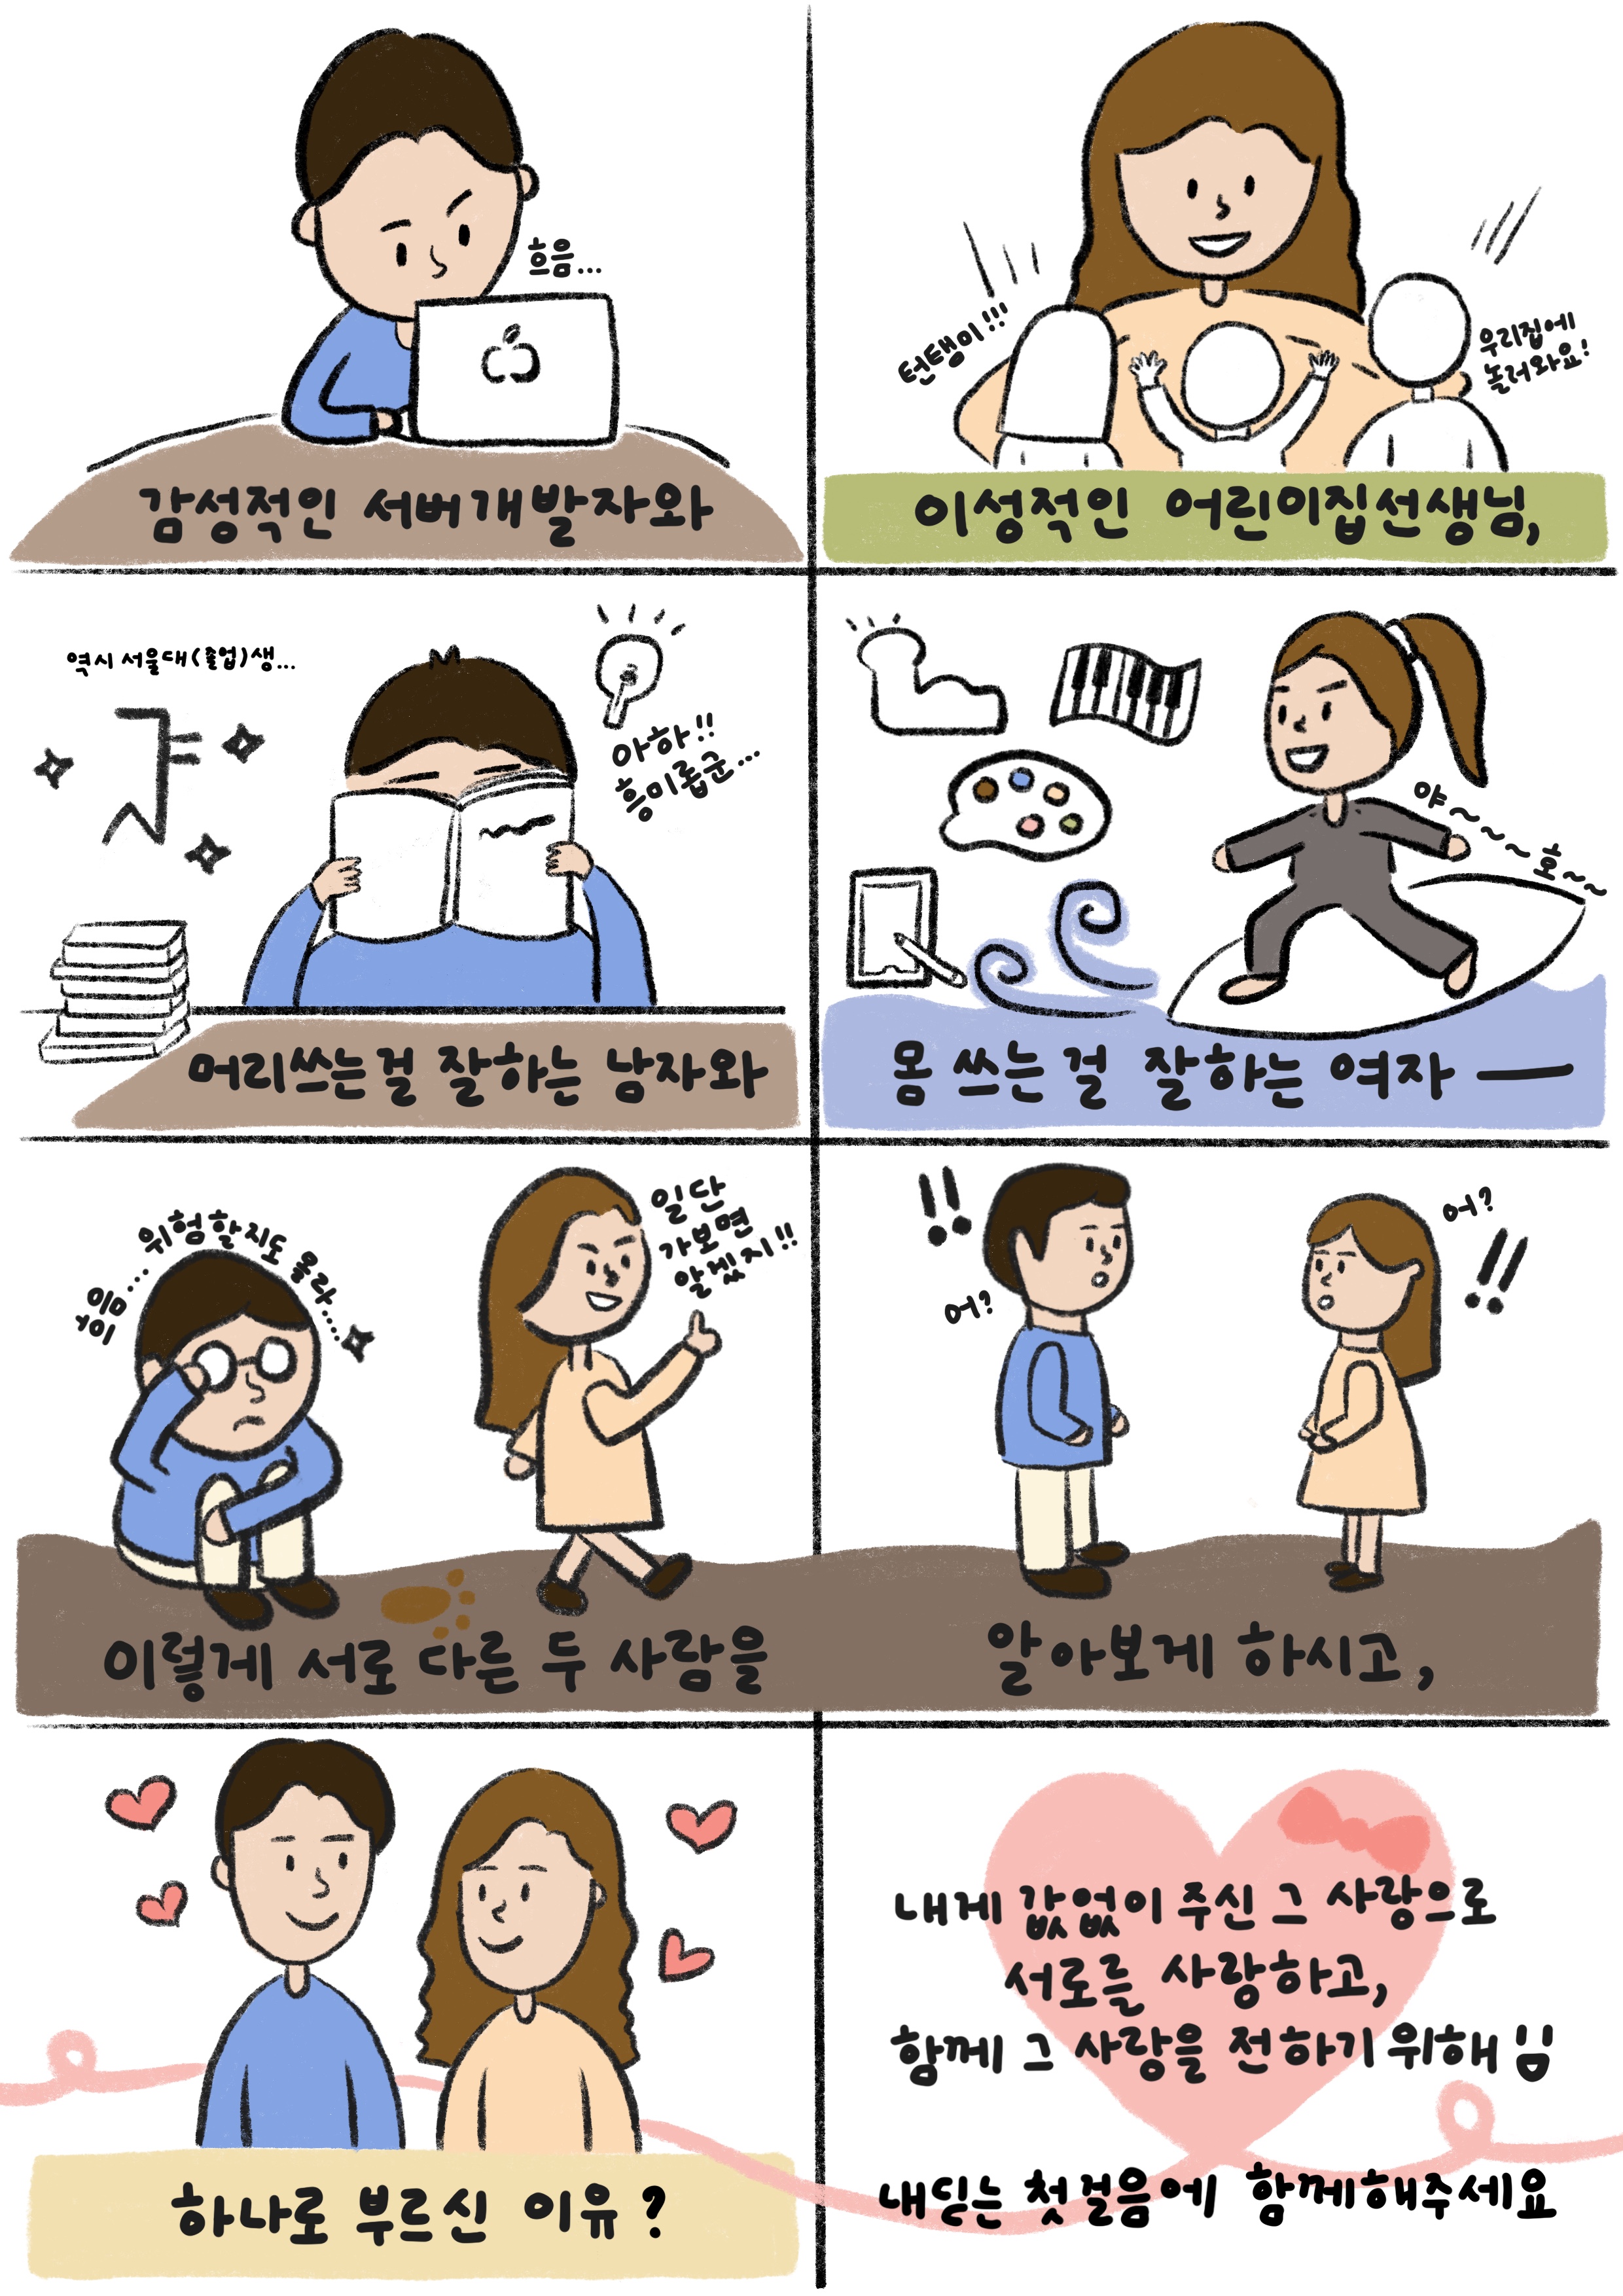 흐음...
감성적인 서버개발자와
턴탱미!!!
우리집에
놀러와요!
이성적인 어린이집선생님,
역시 서울대(졸업)생...
아하!!
흥미롭군...
머리쓰는걸 잘하는 남자와
야~~~~호~~
몸 쓰는걸 잘하는 여자 —
음... 위험할지도 몰라....
일단
가보면
알겠지!!
이렇게 서로 다른 두 사람을
!!
어?
어?
!!
알아보게 하시고,
하나로 부르신 이유?
내게 값없이 주신 그 사랑으로
서로를 사랑하고,
함께 그 사랑을 전하기 위해
내딛는 첫걸음에 함께해주세요